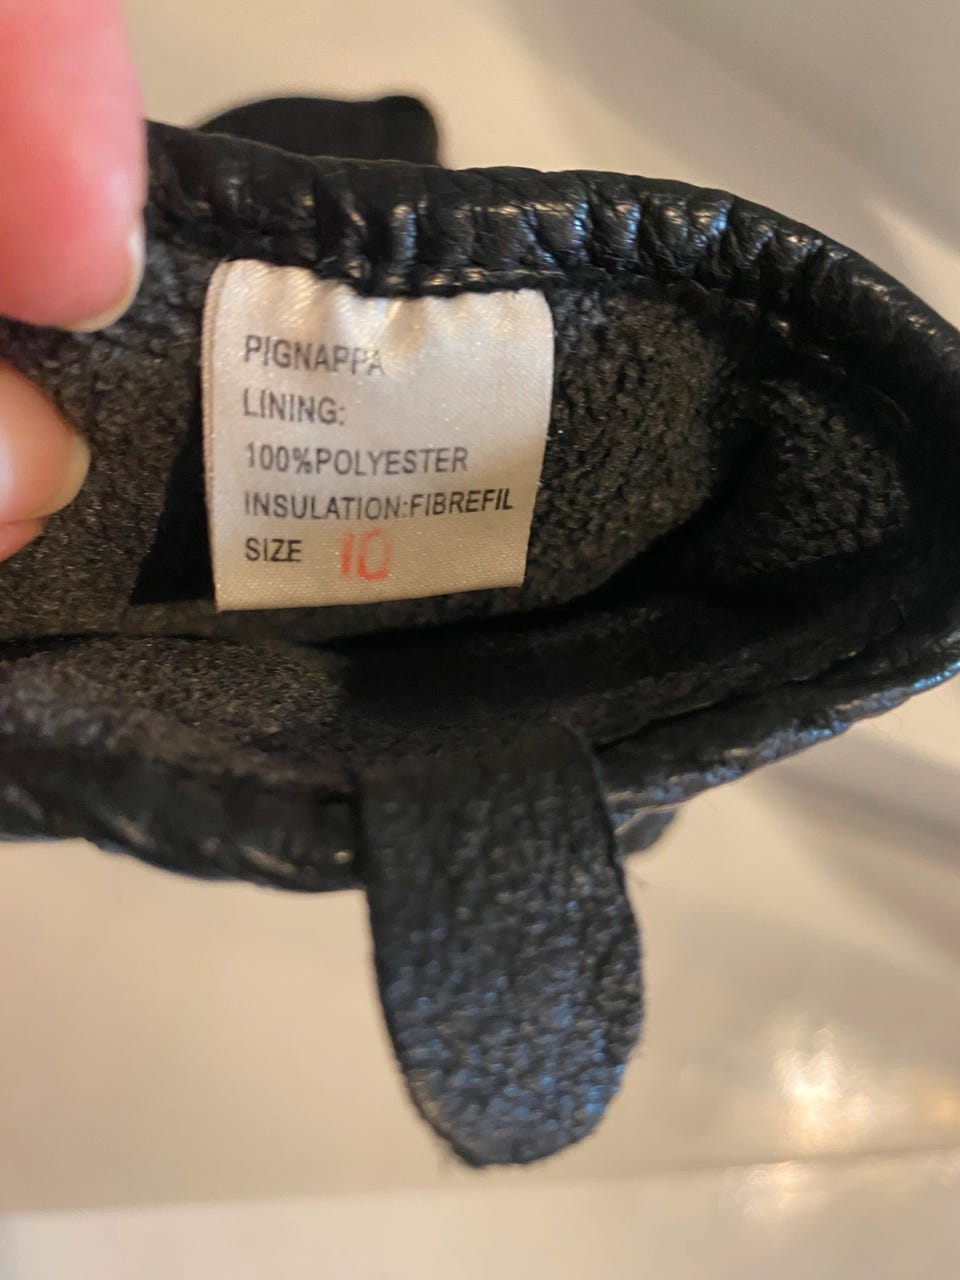 PIGNAPPA
LINING:
100%POLYESTER
INSULATION:FIBREFIL
SIZE 10